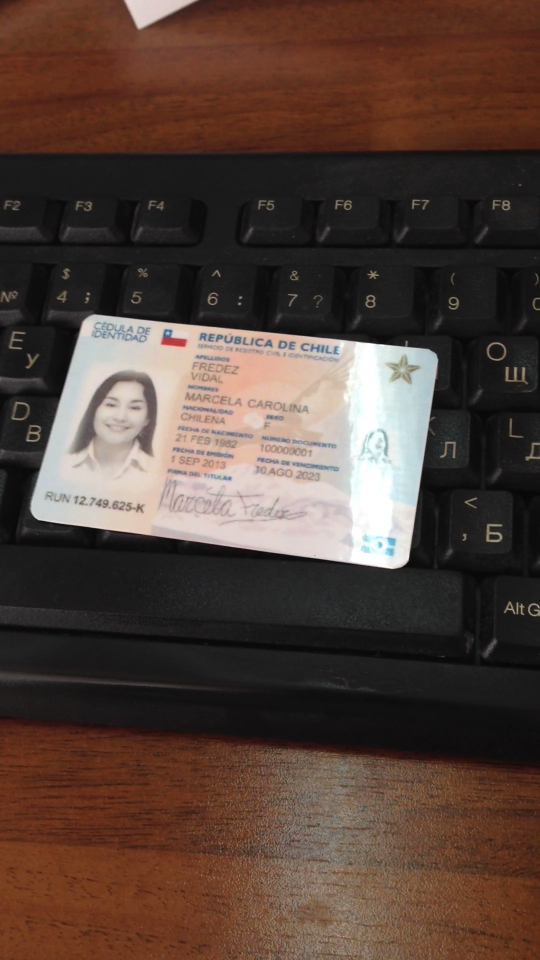 F2 F3 F4 F5 F6 F7 F8
№ $ 4 ; % 5 ^ 6 : & 7 ? * 8 ( 9
E У
O Щ
D В
Л
L
< , Б
Alt G
CÉDULA DE
IDENTIDAD
REPÚBLICA DE CHILE
SERVICIO DE REGISTRO CIVIL E IDENTIFICACIÓN
APELLIDOS
FREDEZ
VIDAL
NOMBRES
MARCELA CAROLINA
NACIONALIDAD SEXO
CHILENA F
FECHA DE NACIMIENTO NÚMERO DOCUMENTO
21 FEB 1982 100000001
FECHA DE EMISIÓN FECHA DE VENCIMIENTO
1 SEP 2013 10 AGO 2023
FIRMA DEL TITULAR
Marcela Fredez
RUN 12.749.625-K